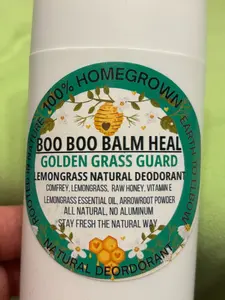 100% HOMEGROWN
BOO BOO BALM HEAL
GOLDEN GRASS GUARD
LEMONGRASS NATURAL DEODORANT
COMFREY, LEMONGRASS, RAW HONEY, VITAMIN E
LEMONGRASS ESSENTIAL OIL, ARROWROOT POWDER
ALL NATURAL, NO ALUMINUM
STAY FRESH THE NATURAL WAY
NATURAL DEORDORANT